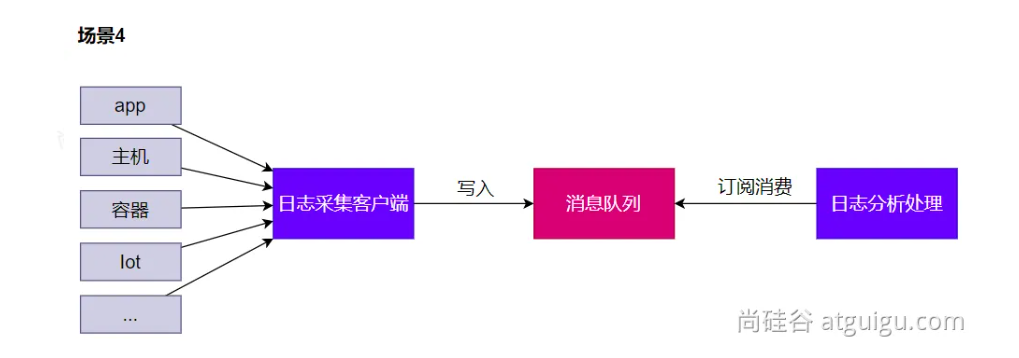 场景4
app
主机
容器
Iot
...
日志采集客户端
写入
消息队列
订阅消费
日志分析处理
尚硅谷 atguigu.com